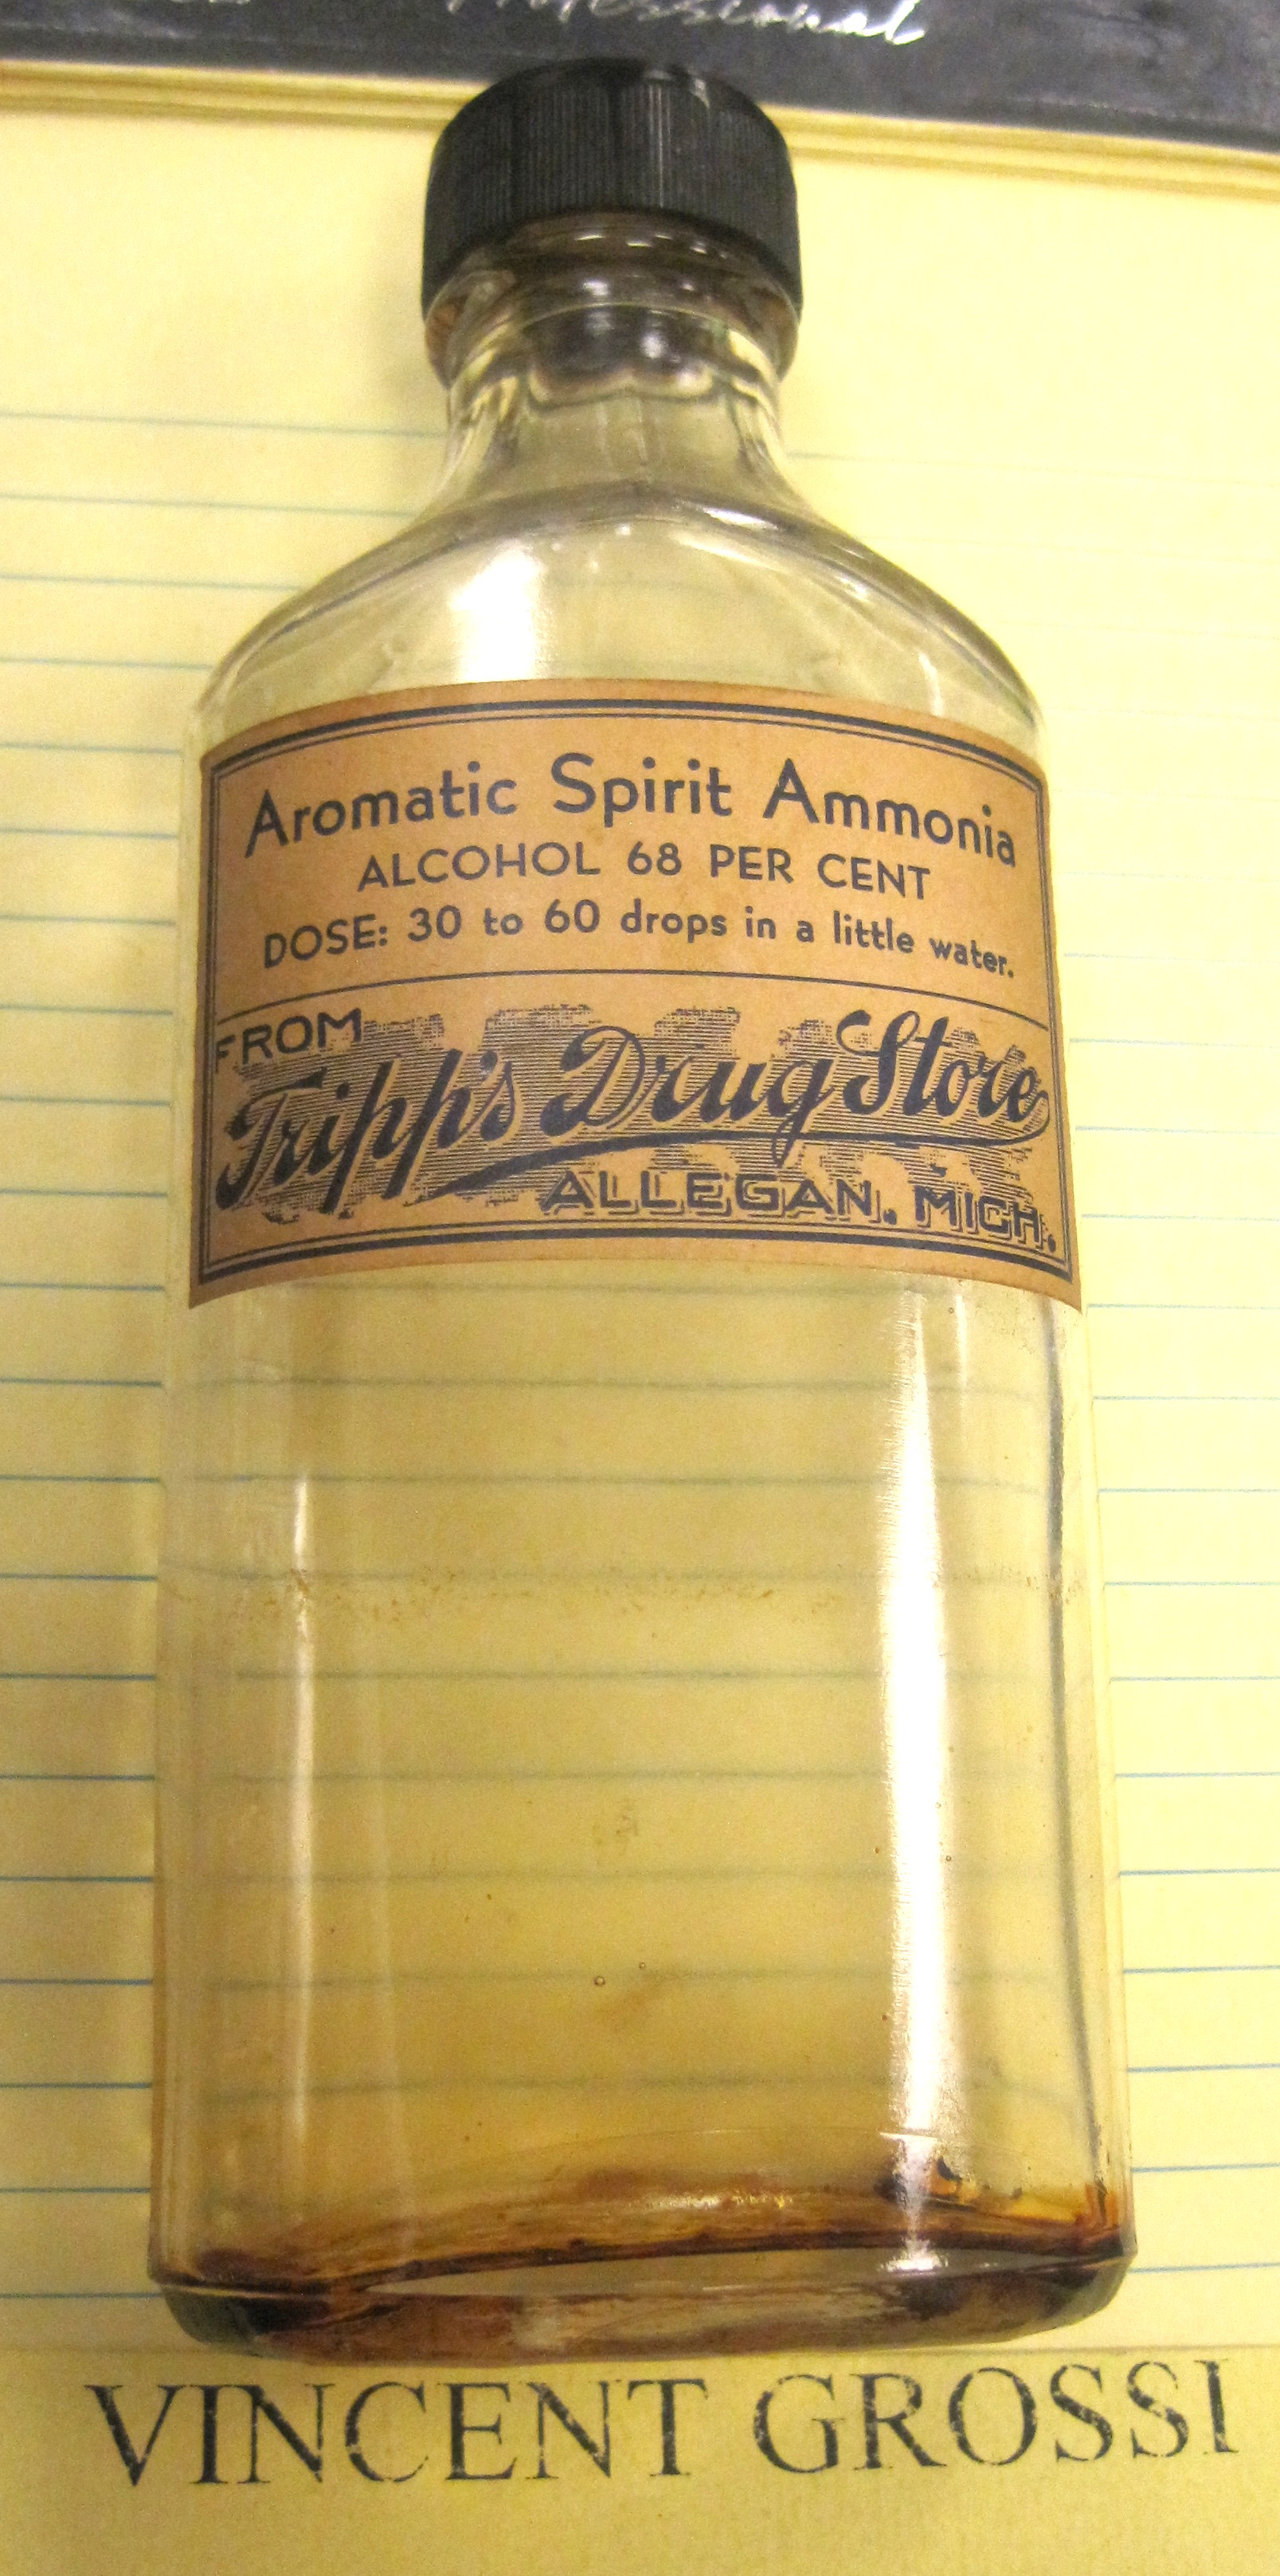 Professional
Aromatic Spirit Ammonia
ALCOHOL 68 PER CENT
DOSE: 30 to 60 drops in a little water.
FROM
Tripp's Drug Store
ALLEGAN. MICH.
VINCENT GROSSI